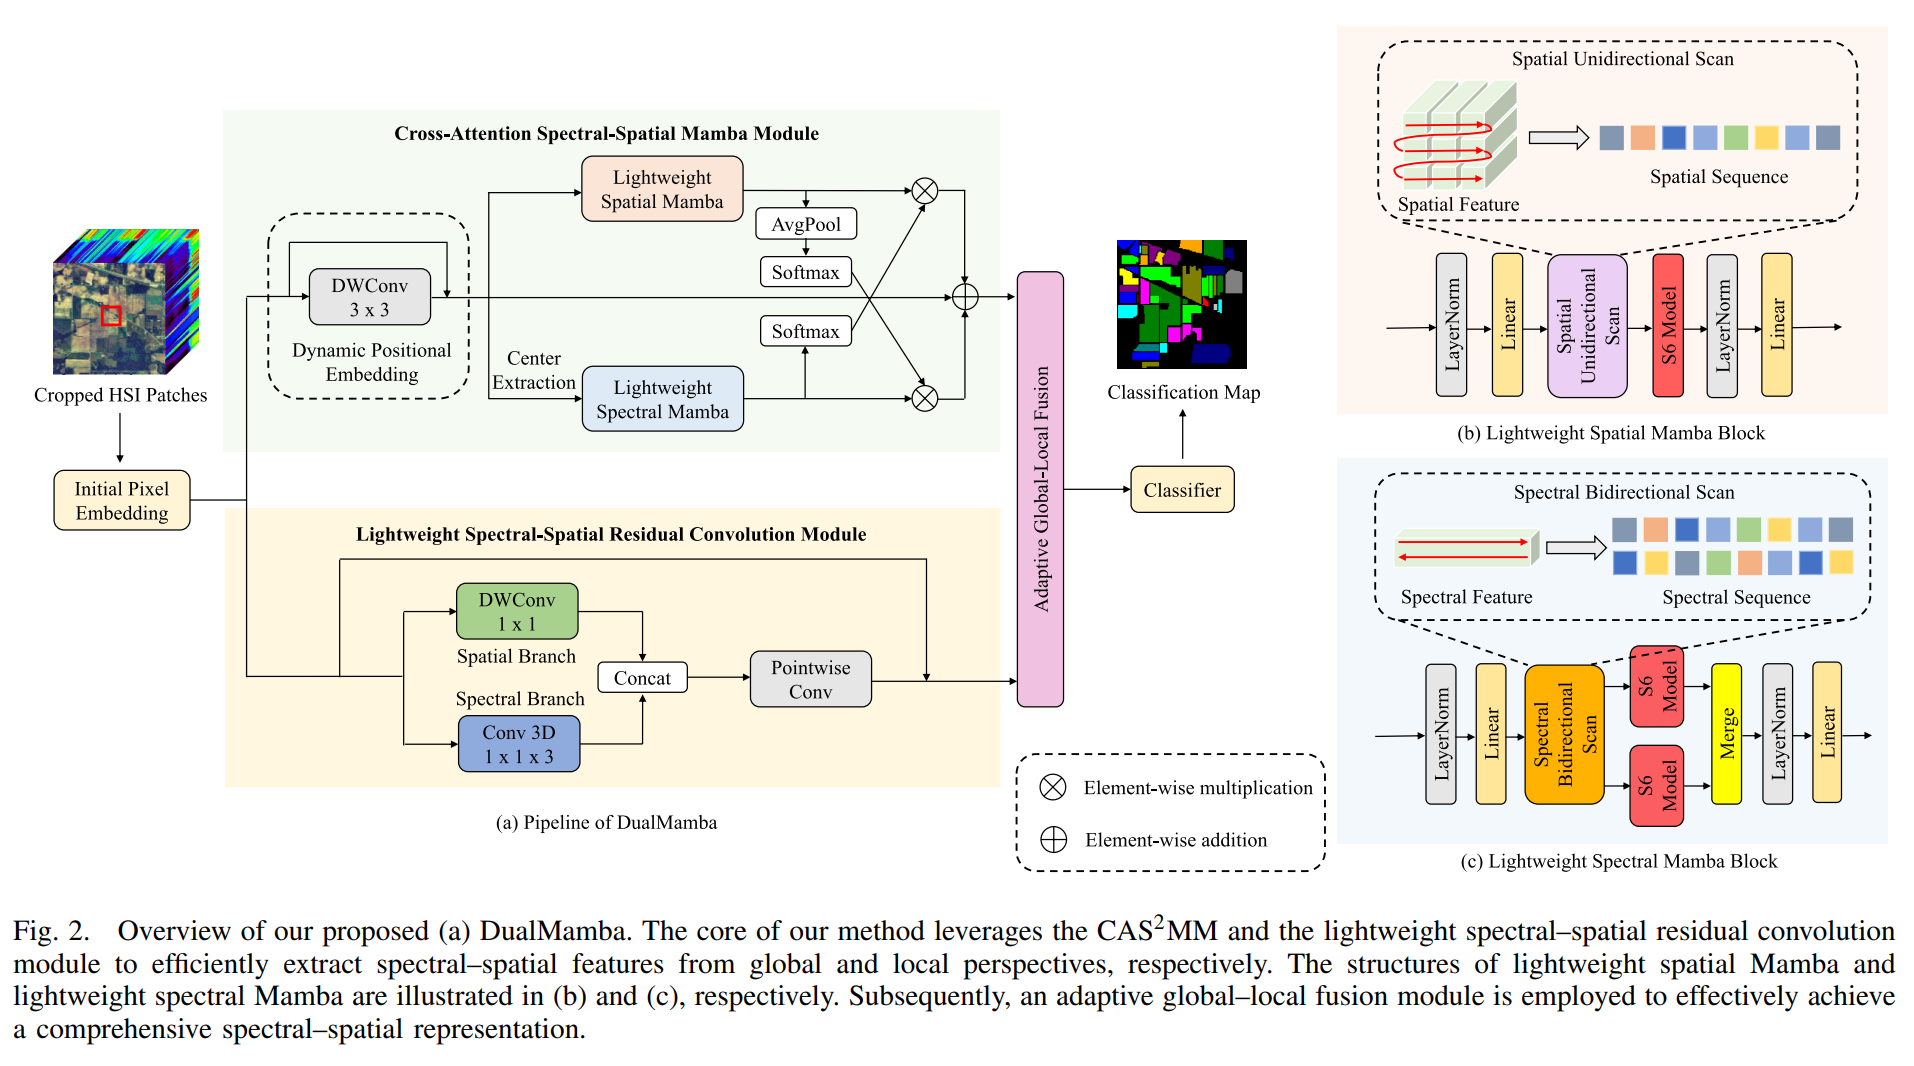 Cross-Attention Spectral-Spatial Mamba Module
Lightweight
Spatial Mamba
AvgPool
Softmax
DWConv
3 x 3
Dynamic Positional
Embedding
Softmax
Center
Extraction
Lightweight
Spectral Mamba
Cropped HSI Patches
Initial Pixel
Embedding
Lightweight Spectral-Spatial Residual Convolution Module
DWConv
1 x 1
Spatial Branch
Spectral Branch
Conv 3D
1 x 1 x 3
Concat
Pointwise
Conv
Adaptive Global-Local Fusion
Classification Map
Classifier
Element-wise multiplication
Element-wise addition
(a) Pipeline of DualMamba
Spatial Unidirectional Scan
Spatial Feature
Spatial Sequence
LayerNorm
Linear
Spatial
Unidirectional
Scan
S6 Model
LayerNorm
Linear
(b) Lightweight Spatial Mamba Block
Spectral Bidirectional Scan
Spectral Feature
Spectral Sequence
LayerNorm
Linear
Spectral
Bidirectional
Scan
S6
Model
S6
Model
Merge
LayerNorm
Linear
(c) Lightweight Spectral Mamba Block
Fig. 2. Overview of our proposed (a) DualMamba. The core of our method leverages the CAS²MM and the lightweight spectral–spatial residual convolution
module to efficiently extract spectral–spatial features from global and local perspectives, respectively. The structures of lightweight spatial Mamba and
lightweight spectral Mamba are illustrated in (b) and (c), respectively. Subsequently, an adaptive global–local fusion module is employed to effectively achieve
a comprehensive spectral–spatial representation.